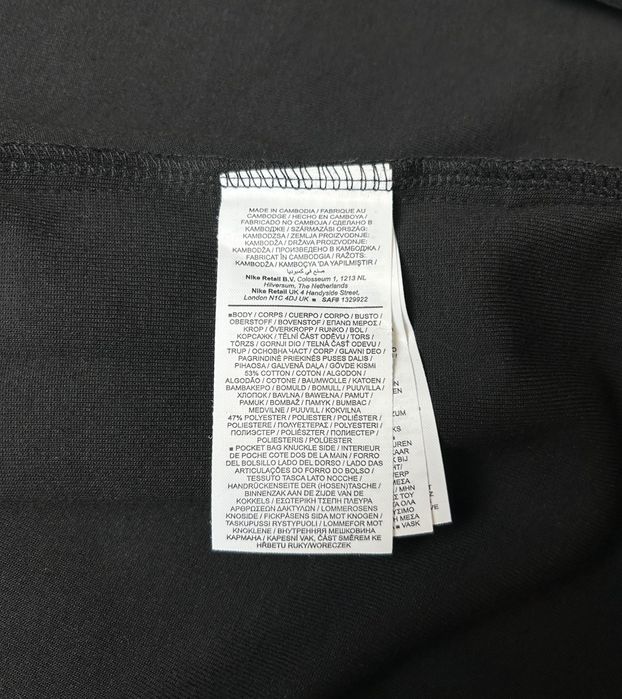 MADE IN CAMBODIA / FABRIQUE AU
CAMBODGE / HECHO EN CAMBOYA /
FABRICADO NO CAMBOJA / СДЕЛАНО В
КАМБОДЖЕ / SZÁRMAZÁSI ORSZÁG:
KAMBODZSA / ZEMLJA PROIZVODNJE:
KAMBODŽA / DRŽAVA PROIZVODNJE:
KAMBODŽA / ПРОИЗВЕДЕНО В КАМБОДЖА /
FABRICAT ÎN CAMBODGIA / RAŽOTS:
KAMBODŽA / KAMBOÇYA 'DA YAPILMIŞTIR /
صنع في كمبوديا
Nike Retail B.V. Colosseum 1, 1213 NL
Hilversum, The Netherlands
Nike Retail UK 4 Handyside Street,
London N1C 4DJ UK ■ SAF# 1329922
■BODY / CORPS / CUERPO / CORPO / BUSTO /
OBERSTOFF / BOVENSTOF / ΕΠΑΝΩ ΜΕΡΟΣ /
KROP / ÖVERKROPP / RUNKO / BOL /
КОРСАЖК / TĚLNÍ ČÁST ODĚVU / TORS /
TÖRZS / GORNJI DIO / TELNÁ ČASŤ ODEVU /
TRUP / ОСНОВНА ЧАСТ / CORP / GLAVNI DEO /
PAGRINDINĖ PRIEKINĖS PUSĖS DALIS /
PIHAOSA / GALVENĀ DAĻA / GÖVDE KISMI
53% COTTON / COTON / ALGODON /
ALGODÃO / COTONE / BAUMWOLLE / KATOEN /
ΒΑΜΒΑΚΕΡΟ / BOMULD / BOMULL / PUUVILLA /
ХЛОПОК / BAVLNA / BAWEŁNA / PAMUT /
PAMUK / BOMBAŽ / ПАМУК / BUMBAC /
MEDVILNĖ / PUUVILL / KOKVILNA
47% POLYESTER / POLIESTER / POLIÉSTER /
POLIESTERE / ΠΟΛΥΕΣΤΕΡΑΣ / POLYESTERI /
ПОЛИЭСТЕР / POLIÉSZTER / ПОЛИЕСТЕР /
POLIESTERIS / POLÜESTER
■ POCKET BAG KNUCKLE SIDE / INTERIEUR
DE POCHE COTE DOS DE LA MAIN / FORRO
DEL BOLSILLO LADO DEL DORSO / LADO DAS
ARTICULAÇÕES DO FORRO DO BOLSO /
TESSUTO TASCA LATO NOCCHE /
HANDRÜCKENSEITE DER (HOSEN)TASCHE /
BINNENZAK AAN DE ZIJDE VAN DE
KOKKELS / ΕΣΩΤΕΡΙΚΗ ΤΣΕΠΗ ΠΛΕΥΡΑ
ΑΡΘΡΩΣΕΩΝ ΔΑΚΤΥΛΩΝ / LOMMEROSENS
KNOSIDE / FICKPÅSENS SIDA MOT KNOGEN /
TASKUPUSSI RYSTYPUOLI / LOMMEFOR MOT
KNOKLENE / ВНУТРЕННЯЯ МЕШКОВИНА
КАРМАНА / KAPESNÍ VAK, ČÁST SMĚREM KE
HŘBETU RUKY/WORECZEK